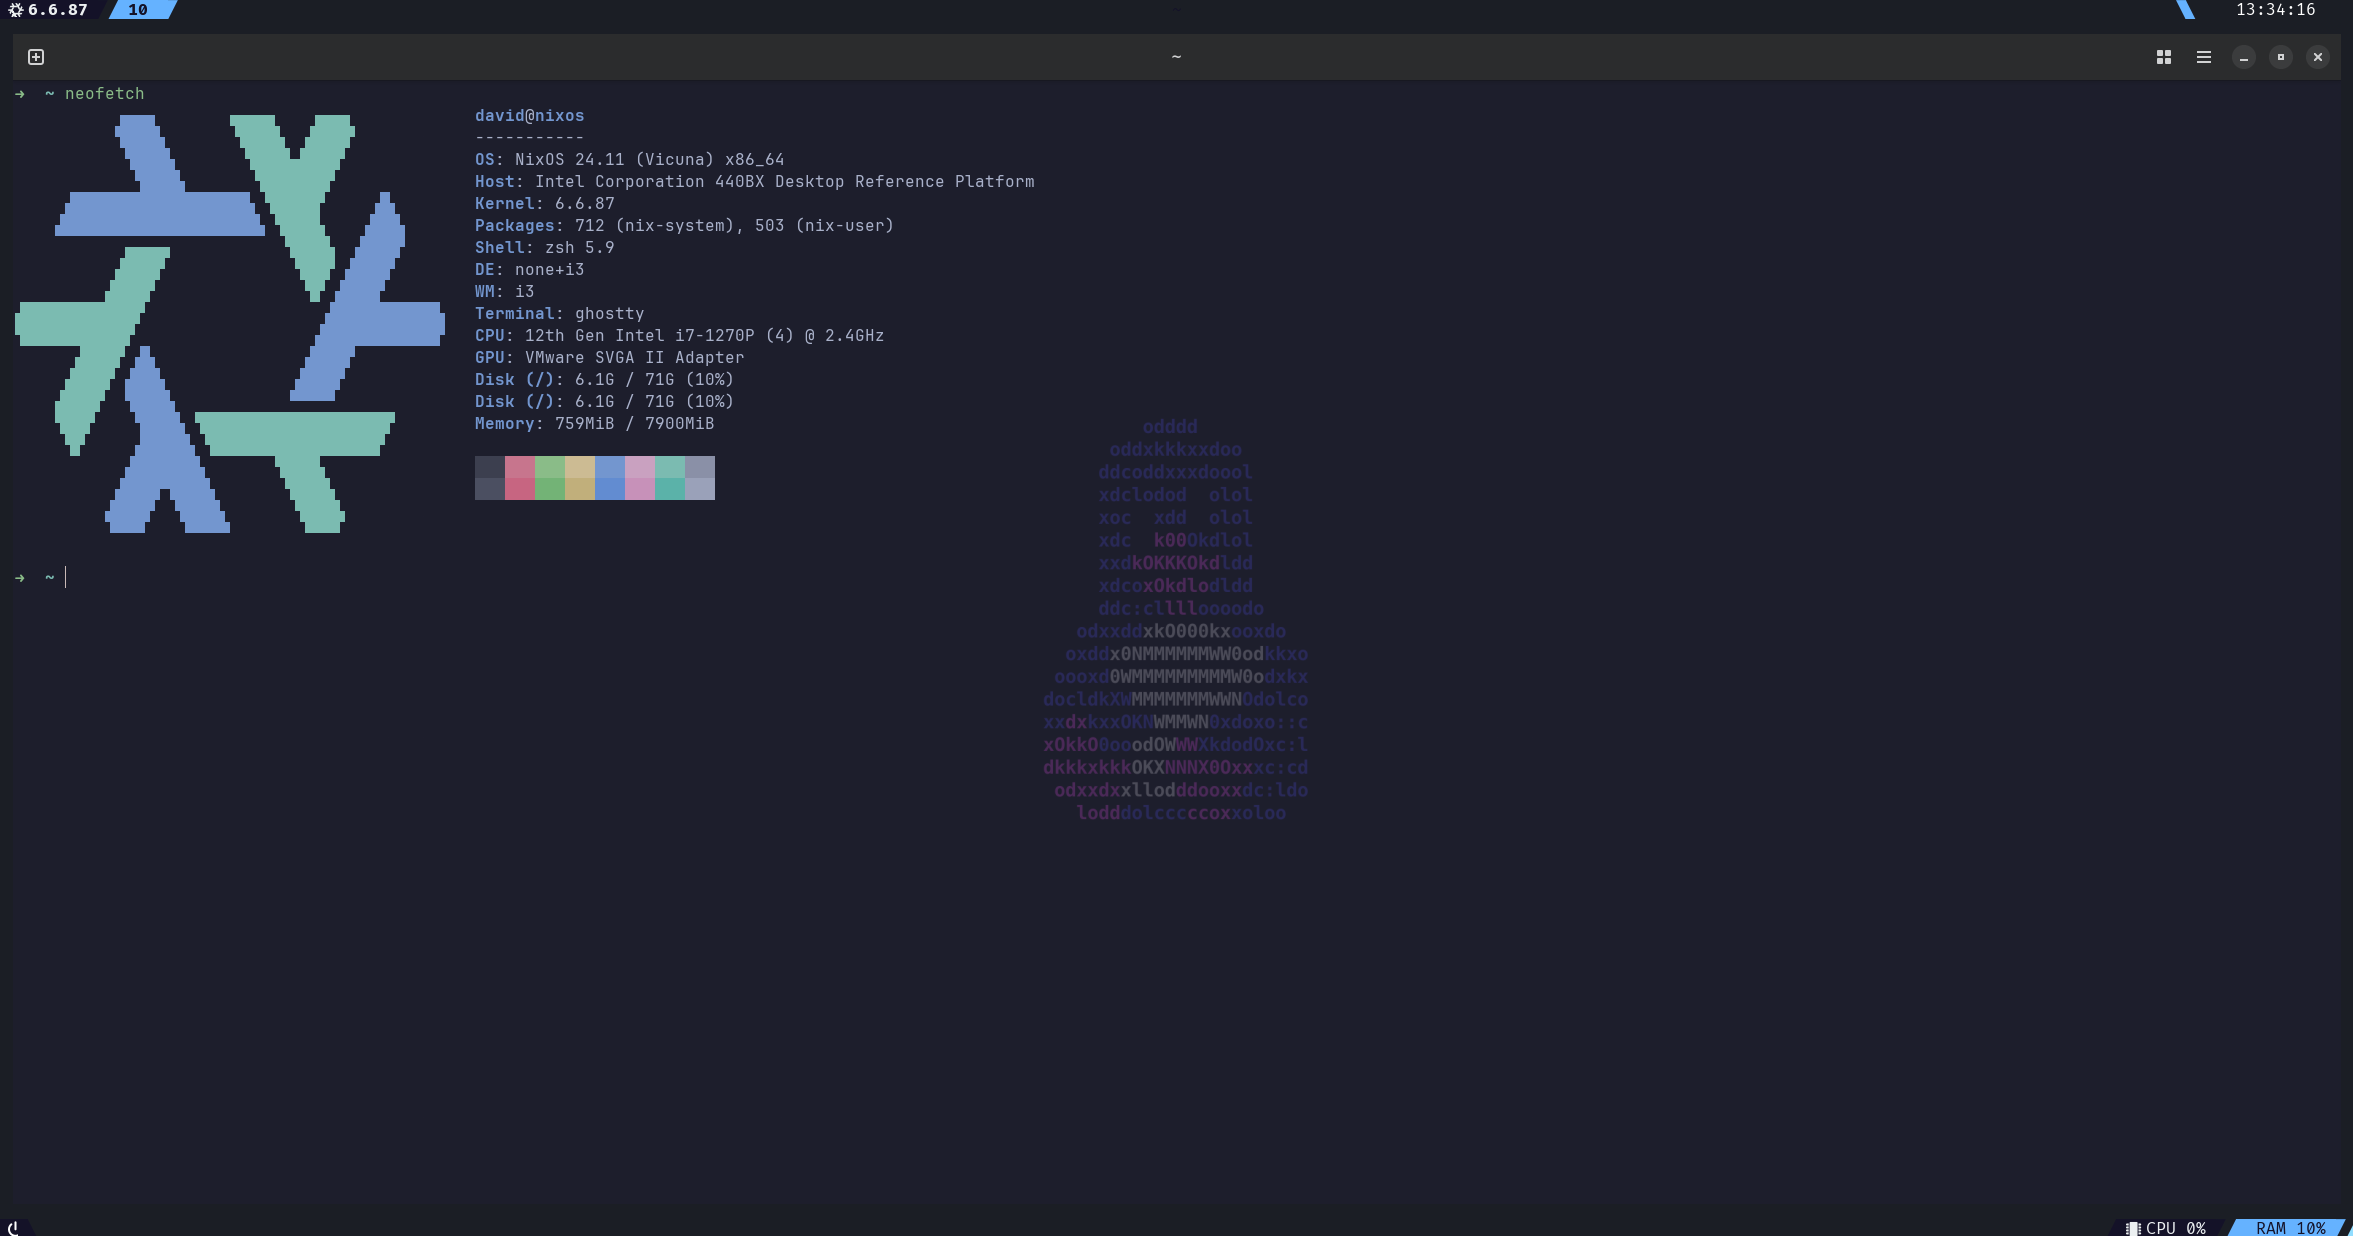 6.6.87 10 ~ 13:34:16
~
➜ ~ neofetch
david@nixos
-----------
OS: NixOS 24.11 (Vicuna) x86_64
Host: Intel Corporation 440BX Desktop Reference Platform
Kernel: 6.6.87
Packages: 712 (nix-system), 503 (nix-user)
Shell: zsh 5.9
DE: none+i3
WM: i3
Terminal: ghostty
CPU: 12th Gen Intel i7-1270P (4) @ 2.4GHz
GPU: VMware SVGA II Adapter
Disk (/): 6.1G / 71G (10%)
Disk (/): 6.1G / 71G (10%)
Memory: 759MiB / 7900MiB
➜ ~
odddd
oddxkkkxxdoo
ddcoddxxxdoool
xdclodod  olol
xoc  xdd  olol
xdc  k00Okdlol
xxdkOKKKOkdldd
xdcoxOkdlodldd
ddc:clllloooodo
odxxddxkO000kxooxdo
oxddx0NMMMMMMWW0odkkxo
oooxd0WMMMMMMMMMW0odxkx
docldkXWMMMMMMMWWNOdolco
xxdxkxxOKNWMMWN0xdoxo::c
xOkkO0ooodOWWWXkdodOxc:l
dkkkxkkkOKXNNNX0Oxxxc:cd
odxxdxxllodddooxxdc:ldo
lodddolccccccoxxoloo
CPU 0% RAM 10%